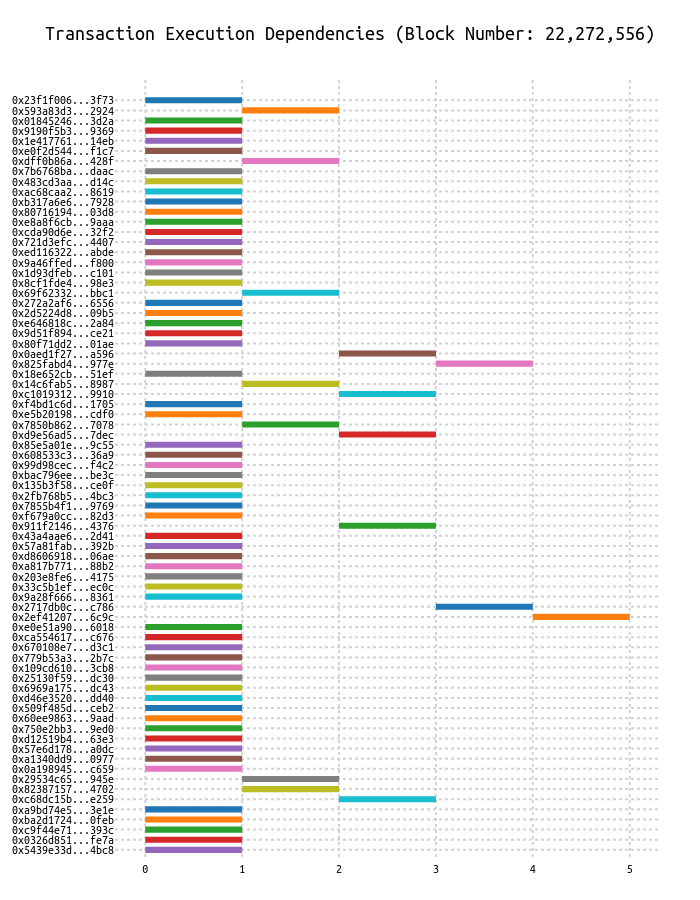 Transaction Execution Dependencies (Block Number: 22,272,556)
0x23f1f006...3f73
0x593a83d3...2924
0x01845246...3d2a
0x9190f5b3...9369
0x1e417761...14eb
0xe0f2d544...f1c7
0xdff0b86a...428f
0x7b6768ba...daac
0x483cd3aa...d14c
0xac68caa2...8619
0xb317a6e6...7928
0x80716194...03d8
0xe8a8f6cb...9aaa
0xcda90d6e...32f2
0x721d3efc...4407
0xed116322...abde
0x9a46ffed...f800
0x1d93dfeb...c101
0x8cf1fde4...98e3
0x69f62332...bbc1
0x272a2af6...6556
0x2d5224d8...09b5
0xe646818c...2a84
0x9d51f894...ce21
0x80f71dd2...01ae
0x0aed1f27...a596
0x825fabd4...977e
0x18e652cb...51ef
0x14c6fab5...8987
0xc1019312...9910
0xf4bd1c6d...1705
0xe5b20198...cdf0
0x7850b862...7078
0xd9e56ad5...7dec
0x85e5a01e...9c55
0x608533c3...36a9
0x99d98cec...f4c2
0xbac796ee...be3c
0x135b3f58...ce0f
0x2fb768b5...4bc3
0x7855b4f1...9769
0xf679a0cc...82d3
0x911f2146...4376
0x43a4aae6...2d41
0x57a81fab...392b
0xd8606918...06ae
0xa817b771...88b2
0x203e8fe6...4175
0x33c5b1ef...ec0c
0x9a28f666...8361
0x2717db0c...c786
0x2ef41207...6c9c
0xe0e51a90...6018
0xca554617...c676
0x670108e7...d3c1
0x779b53a3...2b7c
0x109cd610...3cb8
0x25130f59...dc30
0x6969a175...dc43
0xd46e3520...dd40
0x509f485d...ceb2
0x60ee9863...9aad
0x750e2bb3...9ed0
0xd12519b4...63e3
0x57e6d178...a0dc
0xa1340dd9...0977
0x0a198945...c659
0x29534c65...945e
0x82387157...4702
0xc68dc15b...e259
0xa9bd74e5...3e1e
0xba2d1724...0feb
0xc9f44e71...393c
0x0326d851...fe7a
0x5439e33d...4bc8
0 1 2 3 4 5